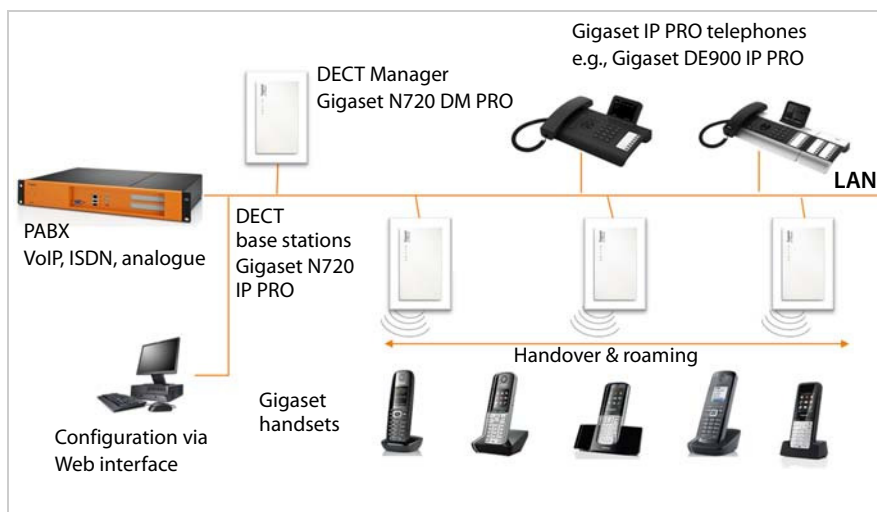 Gigaset IP PRO telephones
e.g., Gigaset DE900 IP PRO
DECT Manager
Gigaset N720 DM PRO
LAN
PABX
VoIP, ISDN, analogue
DECT
base stations
Gigaset N720
IP PRO
Handover & roaming
Gigaset
handsets
Configuration via
Web interface